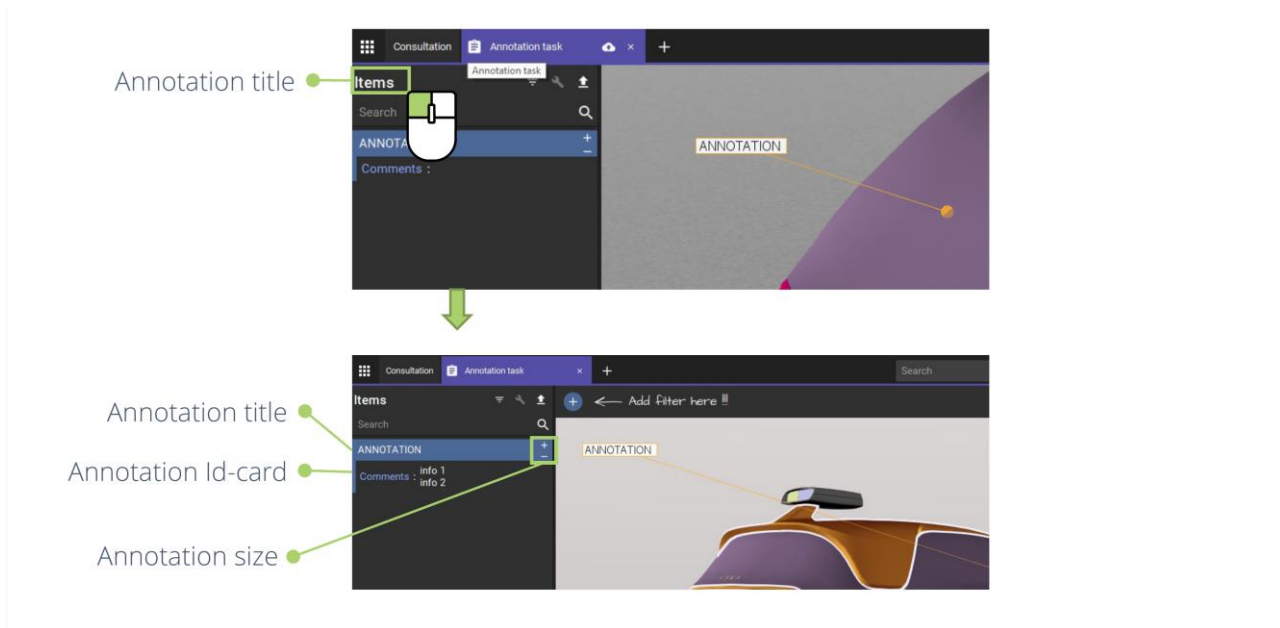 Consultation Annotation task × +
Annotation title
Items
Annotation task
Search
ANNOTA + −
ANNOTATION
Comments :
Consultation Annotation task × + Search
Items
← Add filter here !!!
Annotation title
Search
ANNOTATION + −
ANNOTATION
Annotation Id-card
Comments : info 1
info 2
Annotation size